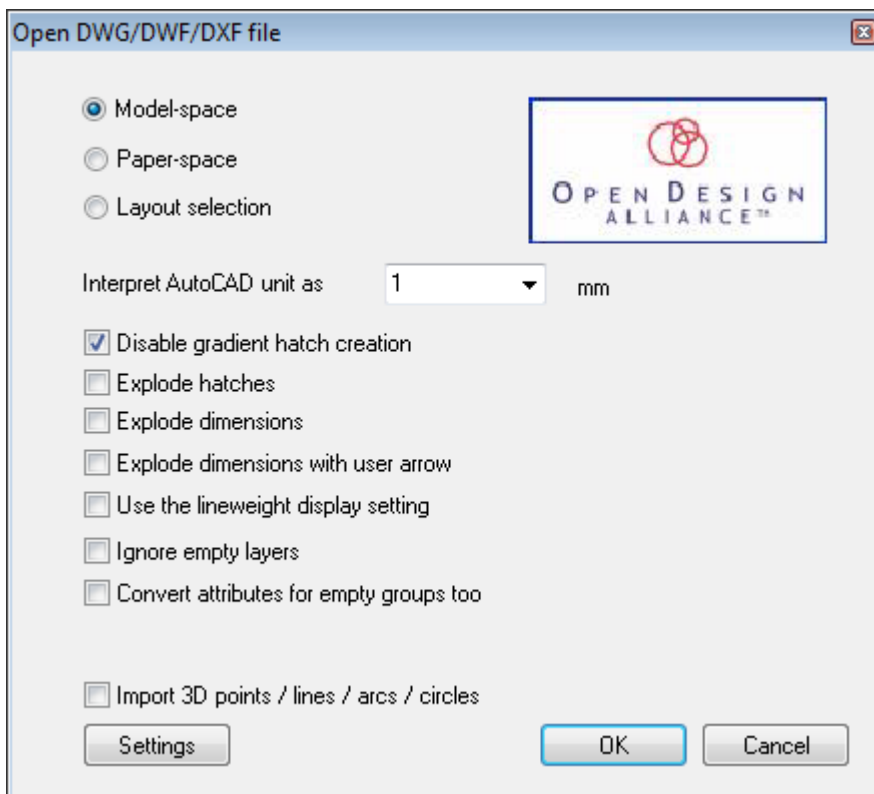 Open DWG/DWF/DXF file
Model-space
Paper-space
Layout selection
OPEN DESIGN
ALLIANCE™
Interpret AutoCAD unit as 1 mm
Disable gradient hatch creation
Explode hatches
Explode dimensions
Explode dimensions with user arrow
Use the lineweight display setting
Ignore empty layers
Convert attributes for empty groups too
Import 3D points / lines / arcs / circles
Settings OK Cancel